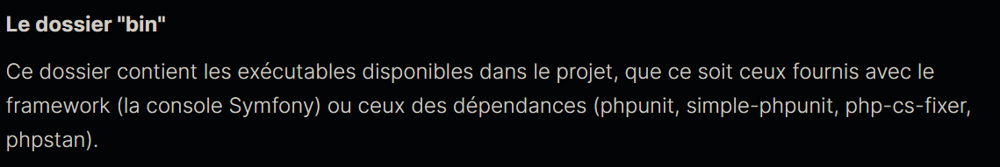 Le dossier "bin"
Ce dossier contient les exécutables disponibles dans le projet, que ce soit ceux fournis avec le
framework (la console Symfony) ou ceux des dépendances (phpunit, simple-phpunit, php-cs-fixer,
phpstan).